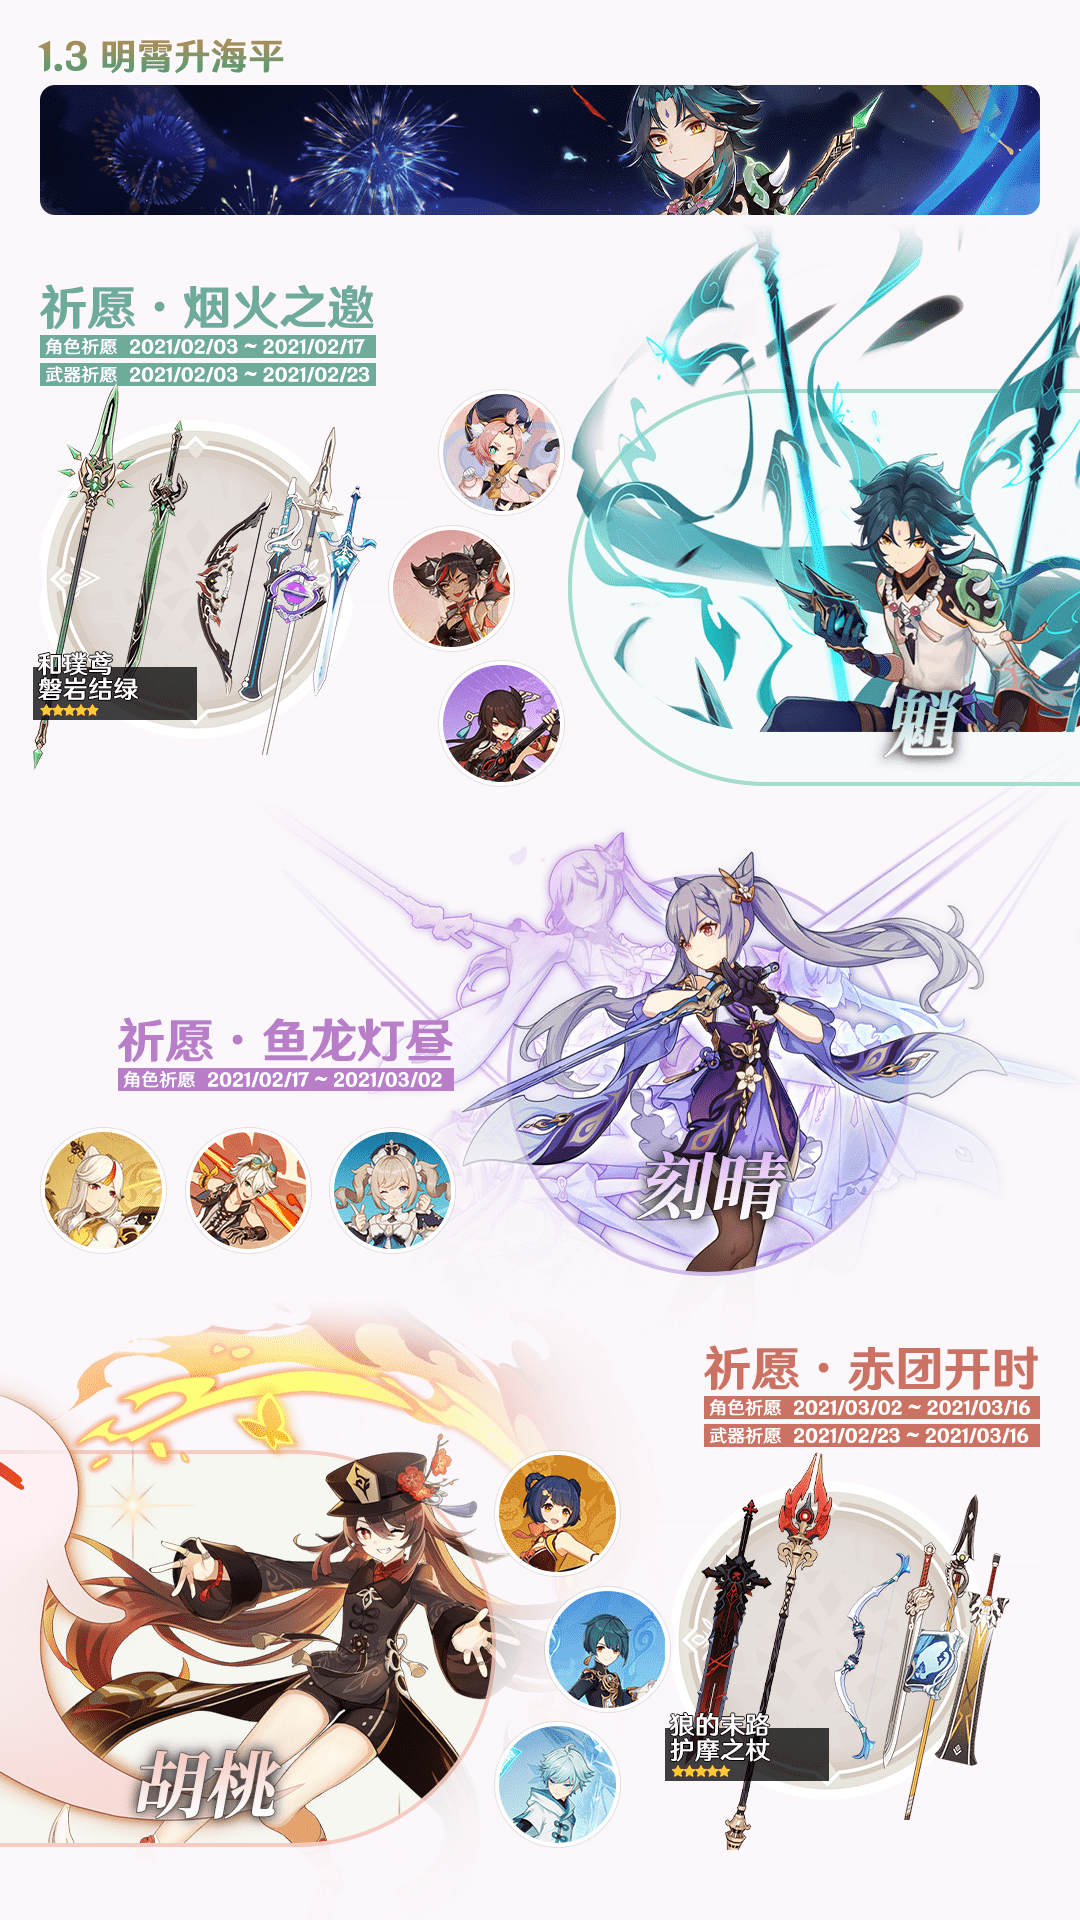 1.3 明霄升海平
祈愿·烟火之邀
角色祈愿 2021/02/03 ~ 2021/02/17
武器祈愿 2021/02/03 ~ 2021/02/23
和璞鸢
磐岩结绿
魈
祈愿·鱼龙灯昼
角色祈愿 2021/02/17 ~ 2021/03/02
刻晴
祈愿·赤团开时
角色祈愿 2021/03/02 ~ 2021/03/16
武器祈愿 2021/02/23 ~ 2021/03/16
狼的末路
护摩之杖
胡桃